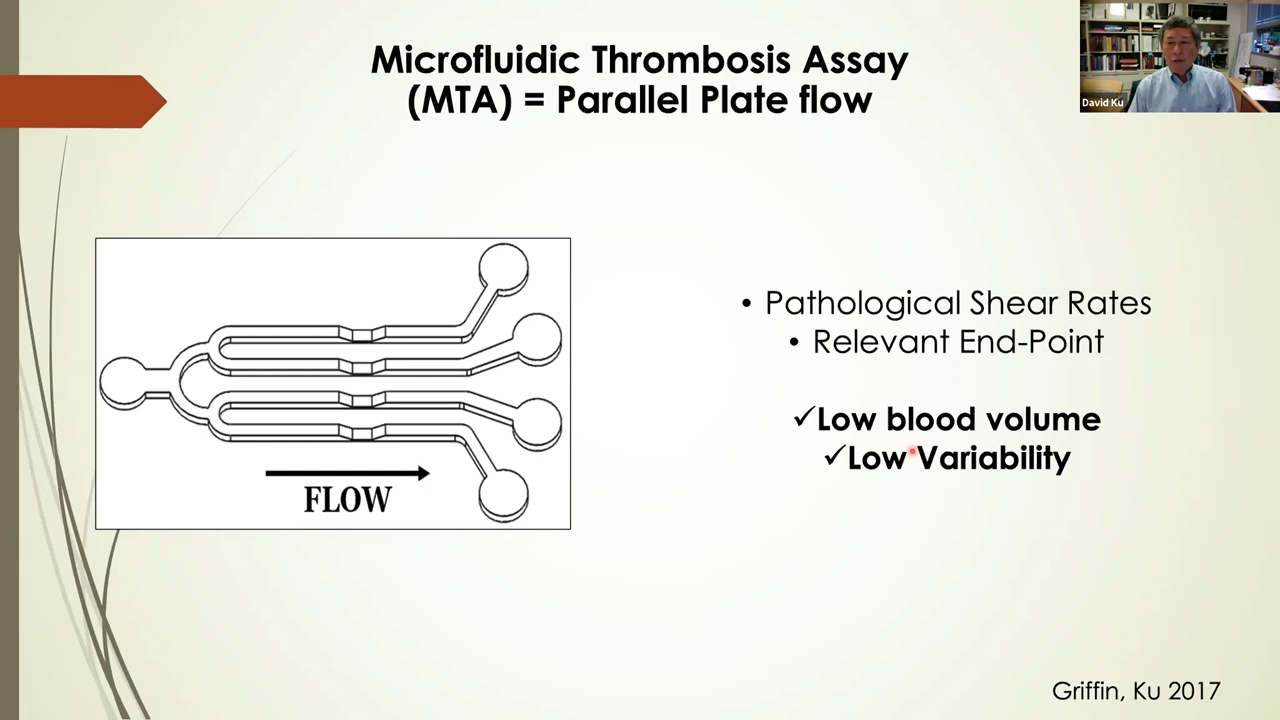 Microfluidic Thrombosis Assay
(MTA) = Parallel Plate flow
David Ku
FLOW
• Pathological Shear Rates
• Relevant End-Point
✓Low blood volume
✓Low Variability
Griffin, Ku 2017